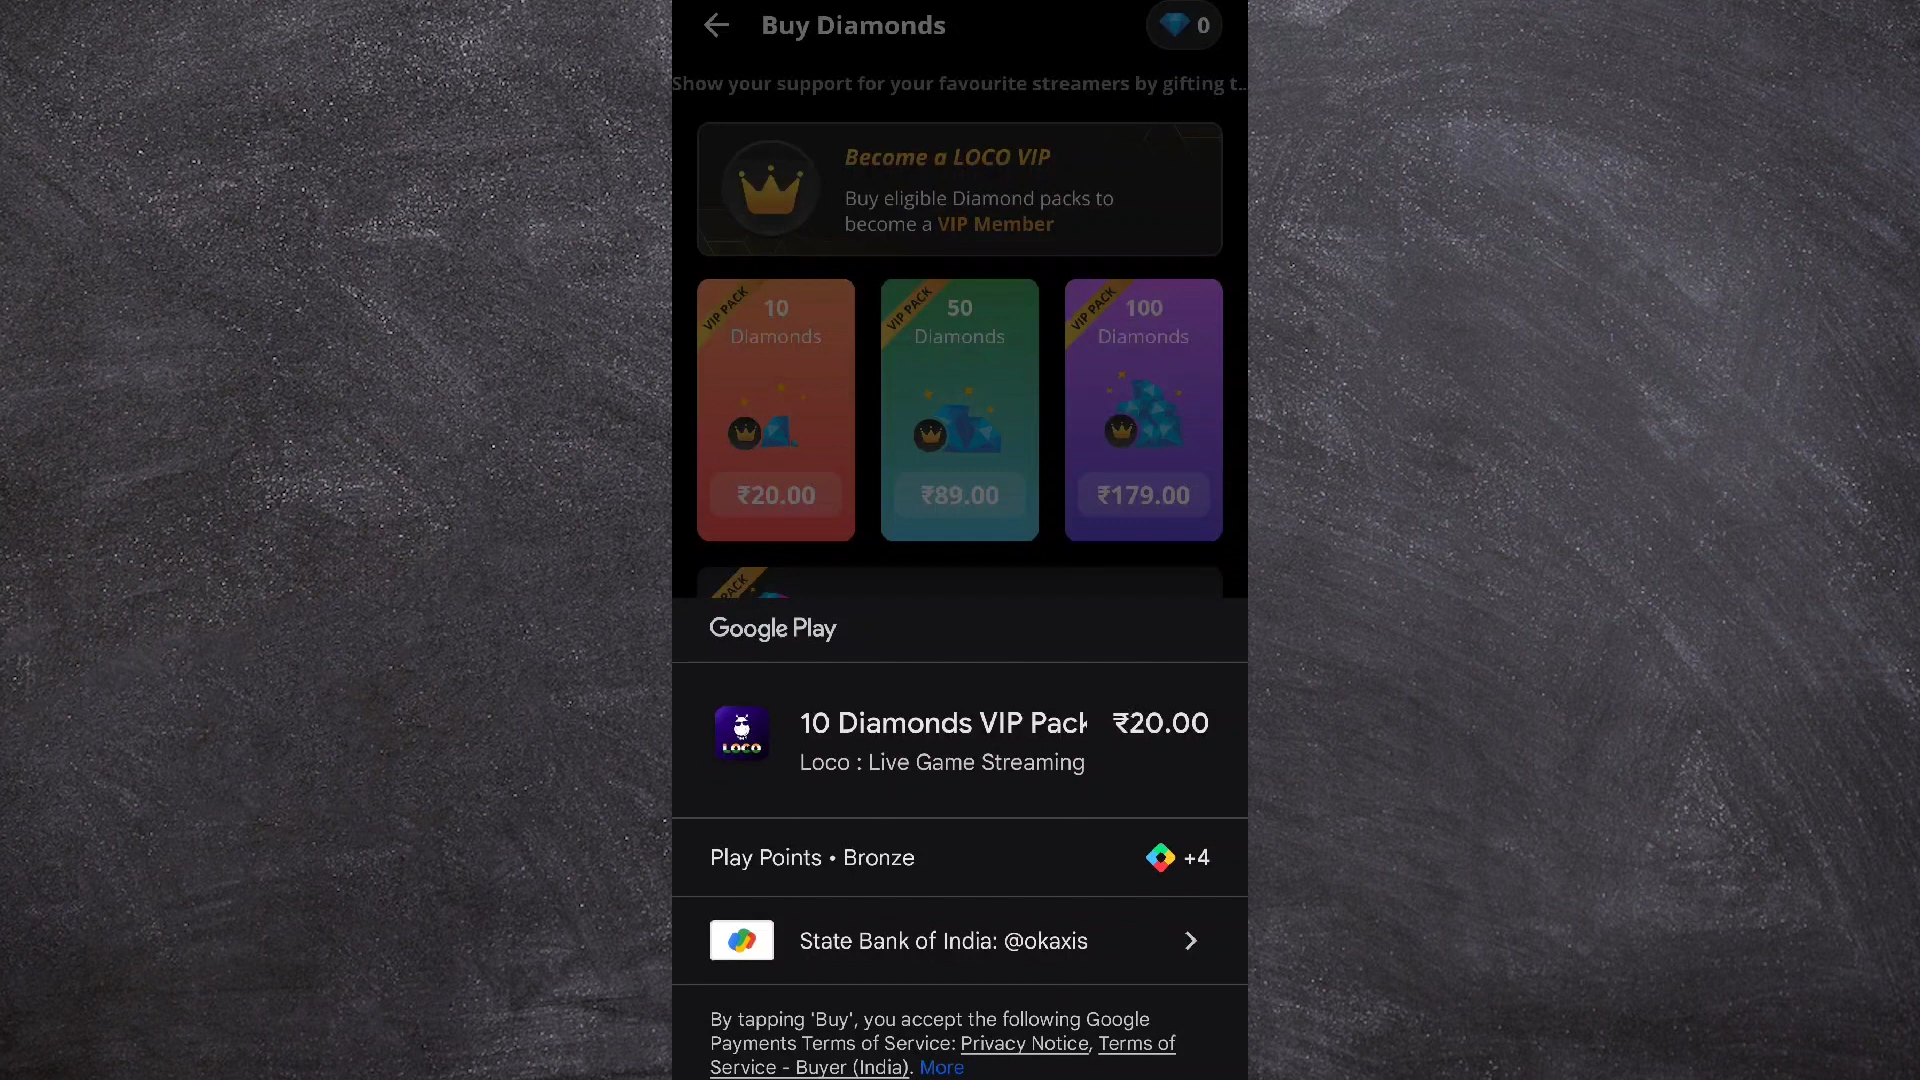 Buy Diamonds
0
Show your support for your favourite streamers by gifting t...
Become a LOCO VIP
Buy eligible Diamond packs to
become a VIP Member
VIP PACK
10
Diamonds
₹20.00
VIP PACK
50
Diamonds
₹89.00
VIP PACK
100
Diamonds
₹179.00
PACK
Google Play
LOCO
10 Diamonds VIP Pack ₹20.00
Loco : Live Game Streaming
Play Points • Bronze +4
State Bank of India: @okaxis
By tapping 'Buy', you accept the following Google
Payments Terms of Service: Privacy Notice, Terms of
Service - Buyer (India). More